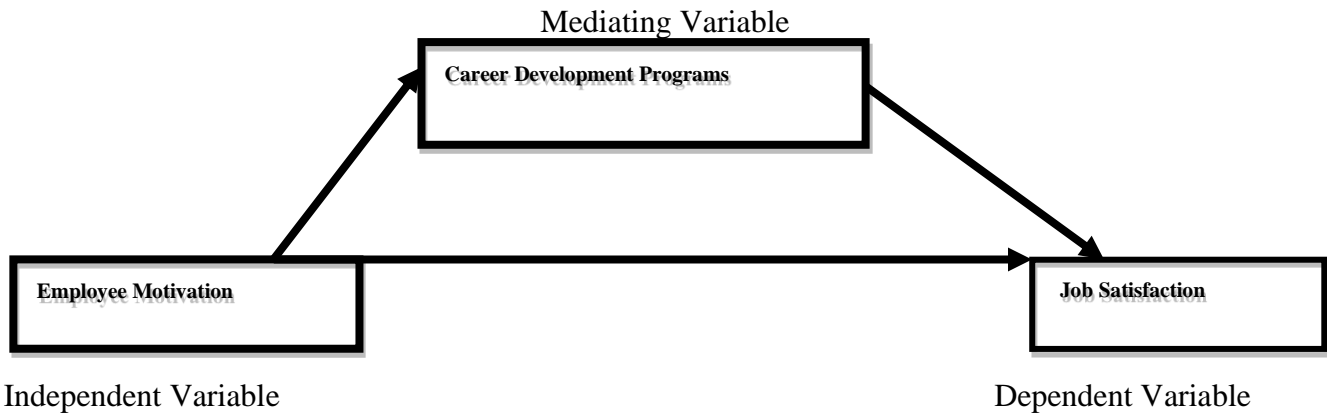 Mediating Variable
Career Development Programs
Employee Motivation
Job Satisfaction
Independent Variable
Dependent Variable